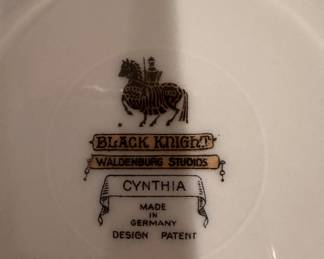 BLACK KNIGHT
WALDENBURG STUDIOS
CYNTHIA
MADE
IN
GERMANY
DESIGN PATENT